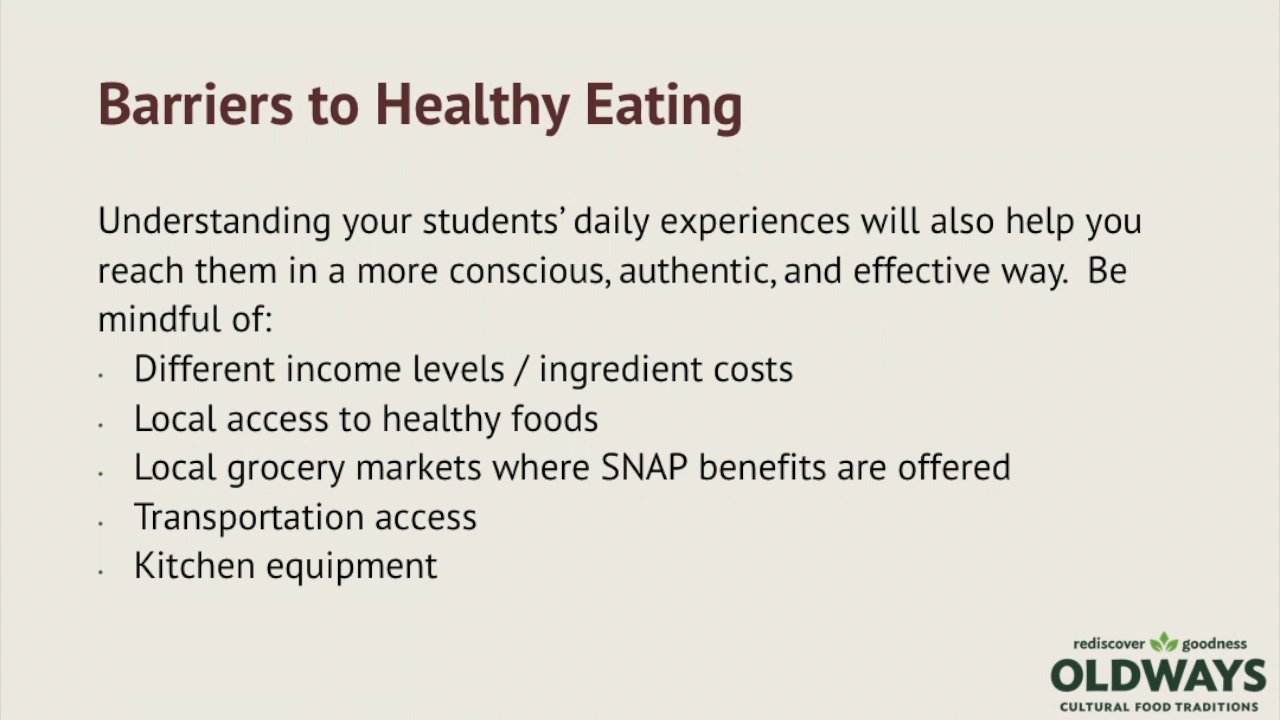 Barriers to Healthy Eating
Understanding your students’ daily experiences will also help you
reach them in a more conscious, authentic, and effective way.  Be
mindful of:
· Different income levels / ingredient costs
· Local access to healthy foods
· Local grocery markets where SNAP benefits are offered
· Transportation access
· Kitchen equipment
rediscover goodness
OLDWAYS
CULTURAL FOOD TRADITIONS